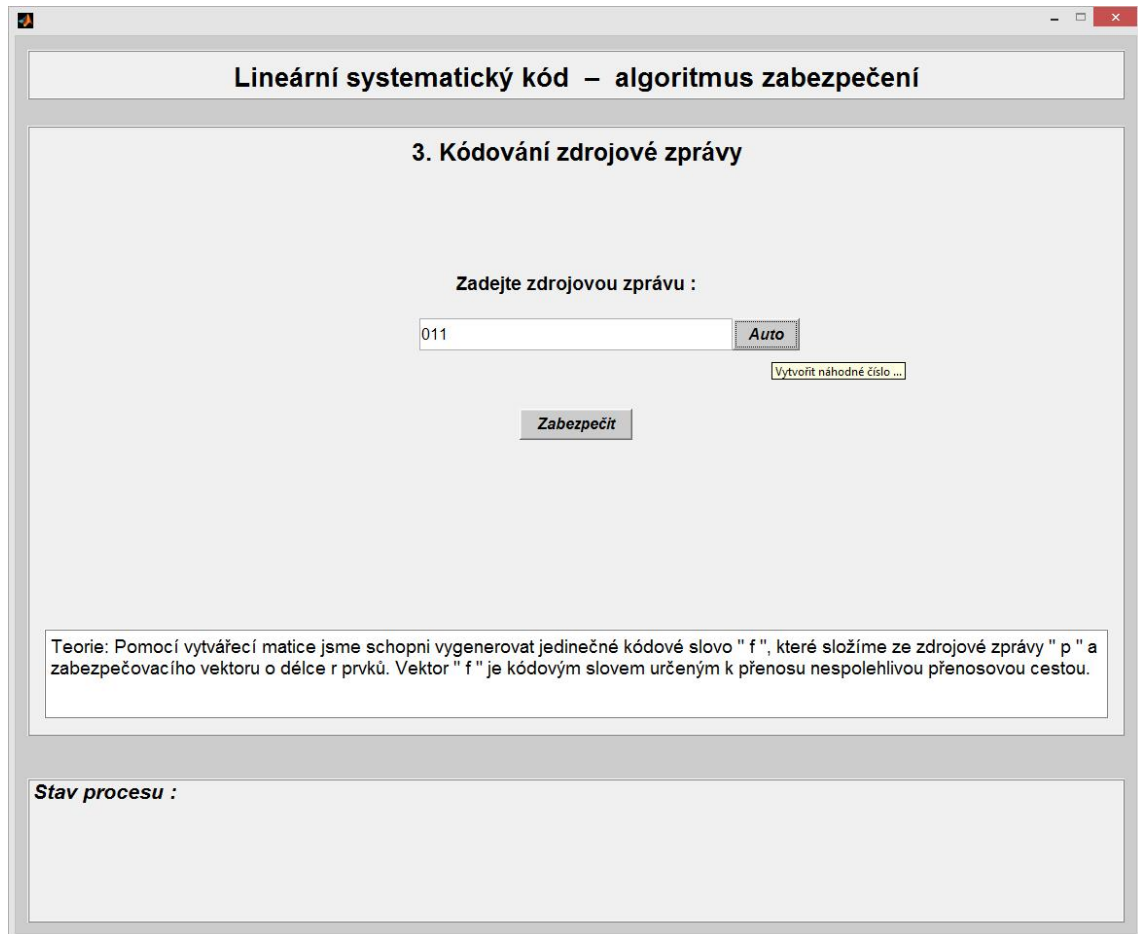 Lineární systematický kód – algoritmus zabezpečení
3. Kódování zdrojové zprávy
Zadejte zdrojovou zprávu :
011
Auto
Vytvořit náhodné číslo ...
Zabezpečit
Teorie: Pomocí vytvářecí matice jsme schopni vygenerovat jedinečné kódové slovo " f ", které složíme ze zdrojové zprávy " p " a
zabezpečovacího vektoru o délce r prvků. Vektor " f " je kódovým slovem určeným k přenosu nespolehlivou přenosovou cestou.
Stav procesu :